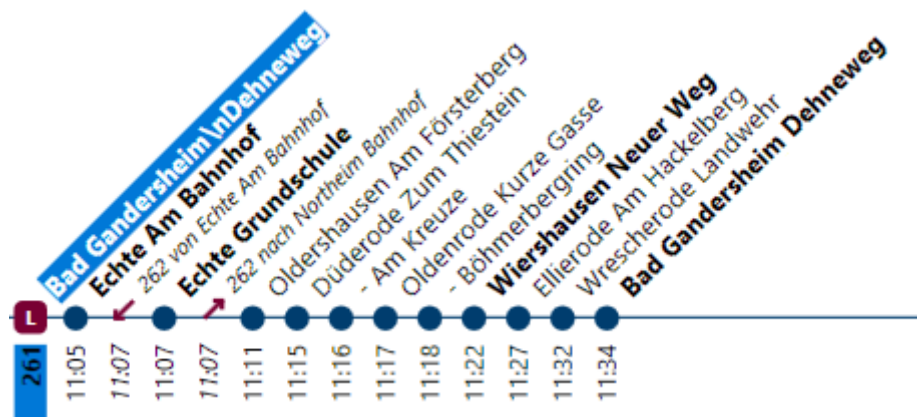 Bad Gandersheim\nDehneweg
Echte Am Bahnhof
262 von Echte Am Bahnhof
Echte Grundschule
262 nach Northeim Bahnhof
Oldershausen Am Försterberg
Düderode Zum Thiestein
- Am Kreuze
Oldenrode Kurze Gasse
- Böhmerbergring
Wiershausen Neuer Weg
Ellierode Am Hackelberg
Wrescherode Landwehr
Bad Gandersheim Dehneweg
L
261
11:05
11:07
11:07
11:07
11:11
11:15
11:16
11:17
11:18
11:22
11:27
11:32
11:34